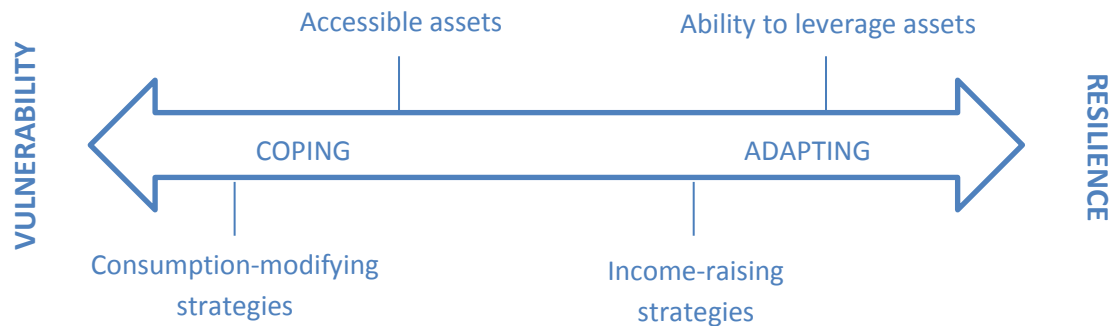 Accessible assets
Ability to leverage assets
VULNERABILITY
COPING
ADAPTING
RESILIENCE
Consumption-modifying
strategies
Income-raising
strategies